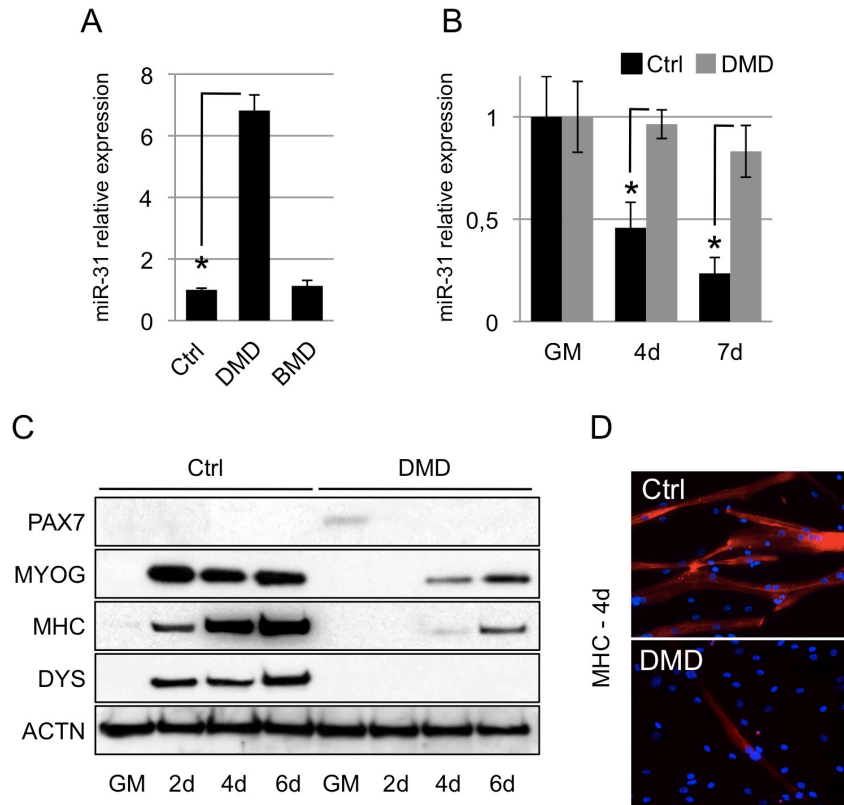 A
miR-31 relative expression
8
6
4
2
0
*
Ctrl
DMD
BMD
B
Ctrl DMD
miR-31 relative expression
1
0,5
0
*
*
GM 4d 7d
C
Ctrl DMD
PAX7
MYOG
MHC
DYS
ACTN
GM 2d 4d 6d GM 2d 4d 6d
D
MHC - 4d
Ctrl
DMD